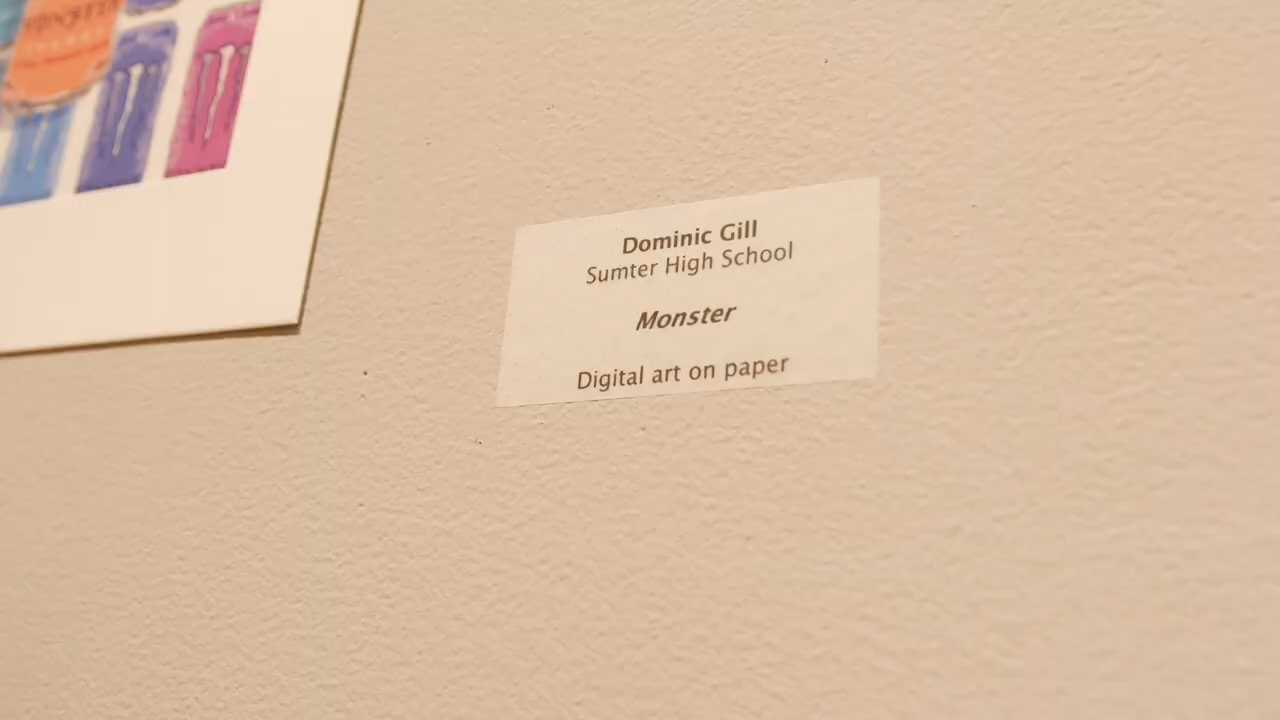 Dominic Gill
Sumter High School
Monster
Digital art on paper